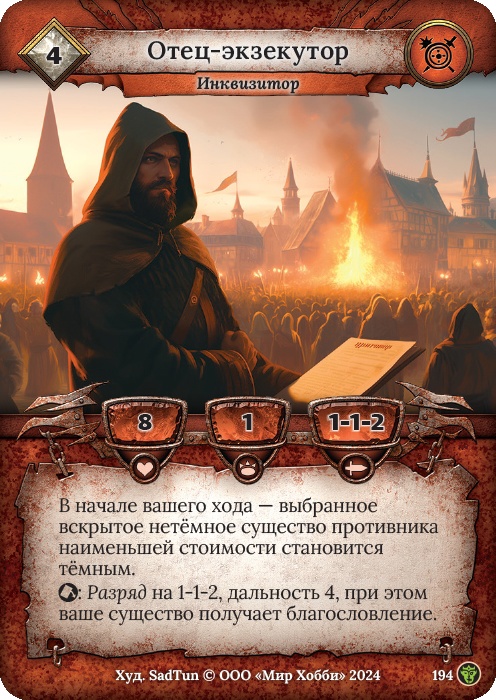 4
Отец-экзекутор
Инквизитор
Приговор
8
1
1-1-2
В начале вашего хода — выбранное
вскрытое нетёмное существо противника
наименьшей стоимости становится
тёмным.
: Разряд на 1-1-2, дальность 4, при этом
ваше существо получает благословление.
Худ. SadTun © ООО «Мир Хобби» 2024
194